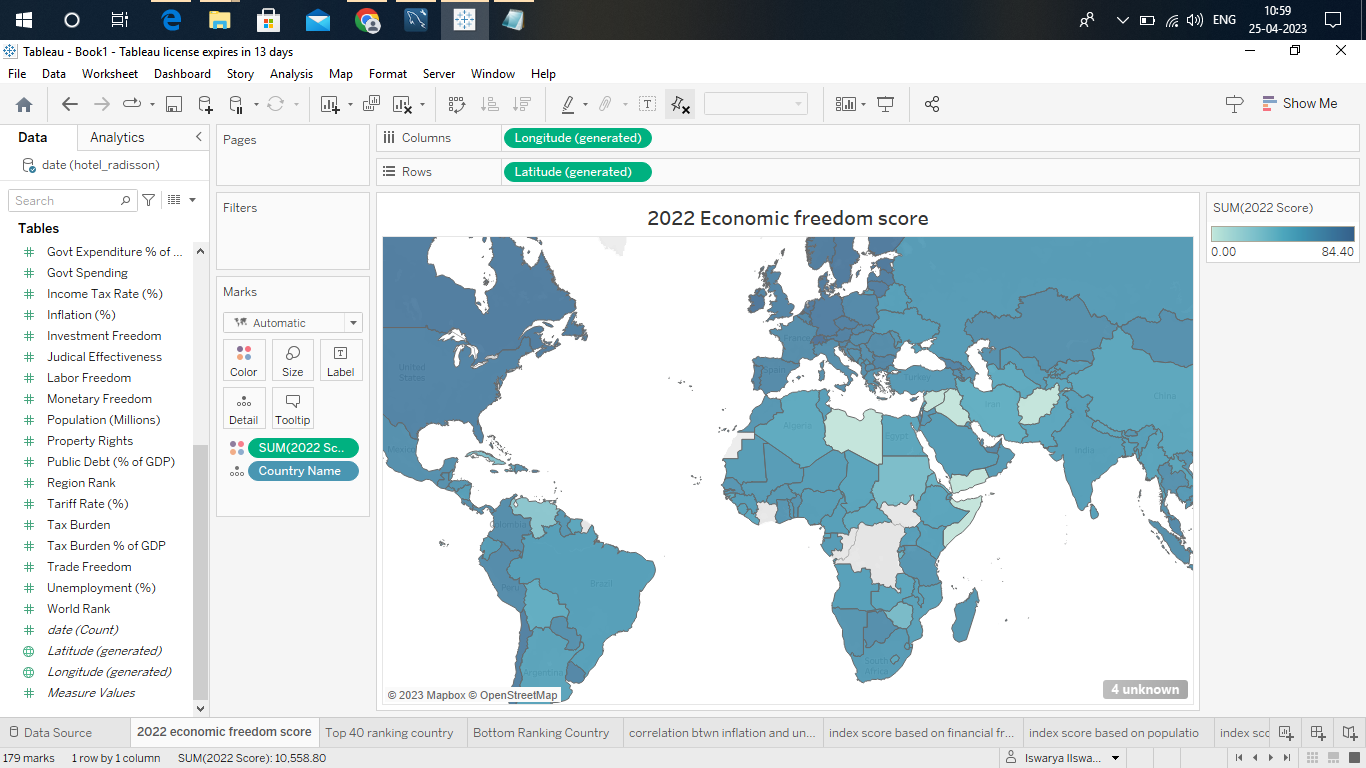 10:59
ENG
25-04-2023
Tableau - Book1 - Tableau license expires in 13 days
File Data Worksheet Dashboard Story Analysis Map Format Server Window Help
Show Me
Data Analytics
date (hotel_radisson)
Search
Tables
Govt Expenditure % of ...
Govt Spending
Income Tax Rate (%)
Inflation (%)
Investment Freedom
Judical Effectiveness
Labor Freedom
Monetary Freedom
Population (Millions)
Property Rights
Public Debt (% of GDP)
Region Rank
Tariff Rate (%)
Tax Burden
Tax Burden % of GDP
Trade Freedom
Unemployment (%)
World Rank
date (Count)
Latitude (generated)
Longitude (generated)
Measure Values
Pages
Filters
Marks
Automatic
Color Size Label
Detail Tooltip
SUM(2022 Sc..
Country Name
Columns Longitude (generated)
Rows Latitude (generated)
2022 Economic freedom score
United
States
Mexico
Colombia
Peru
Brazil
Argentina
France
Spain
Turkey
Algeria
Egypt
Iran
China
India
South
Africa
© 2023 Mapbox © OpenStreetMap
4 unknown
SUM(2022 Score)
0.00 84.40
Data Source 2022 economic freedom score Top 40 ranking country Bottom Ranking Country correlation btwn inflation and un... index score based on financial fr... index score based on populatio index sco
179 marks 1 row by 1 column SUM(2022 Score): 10,558.80 Iswarya IIswa...